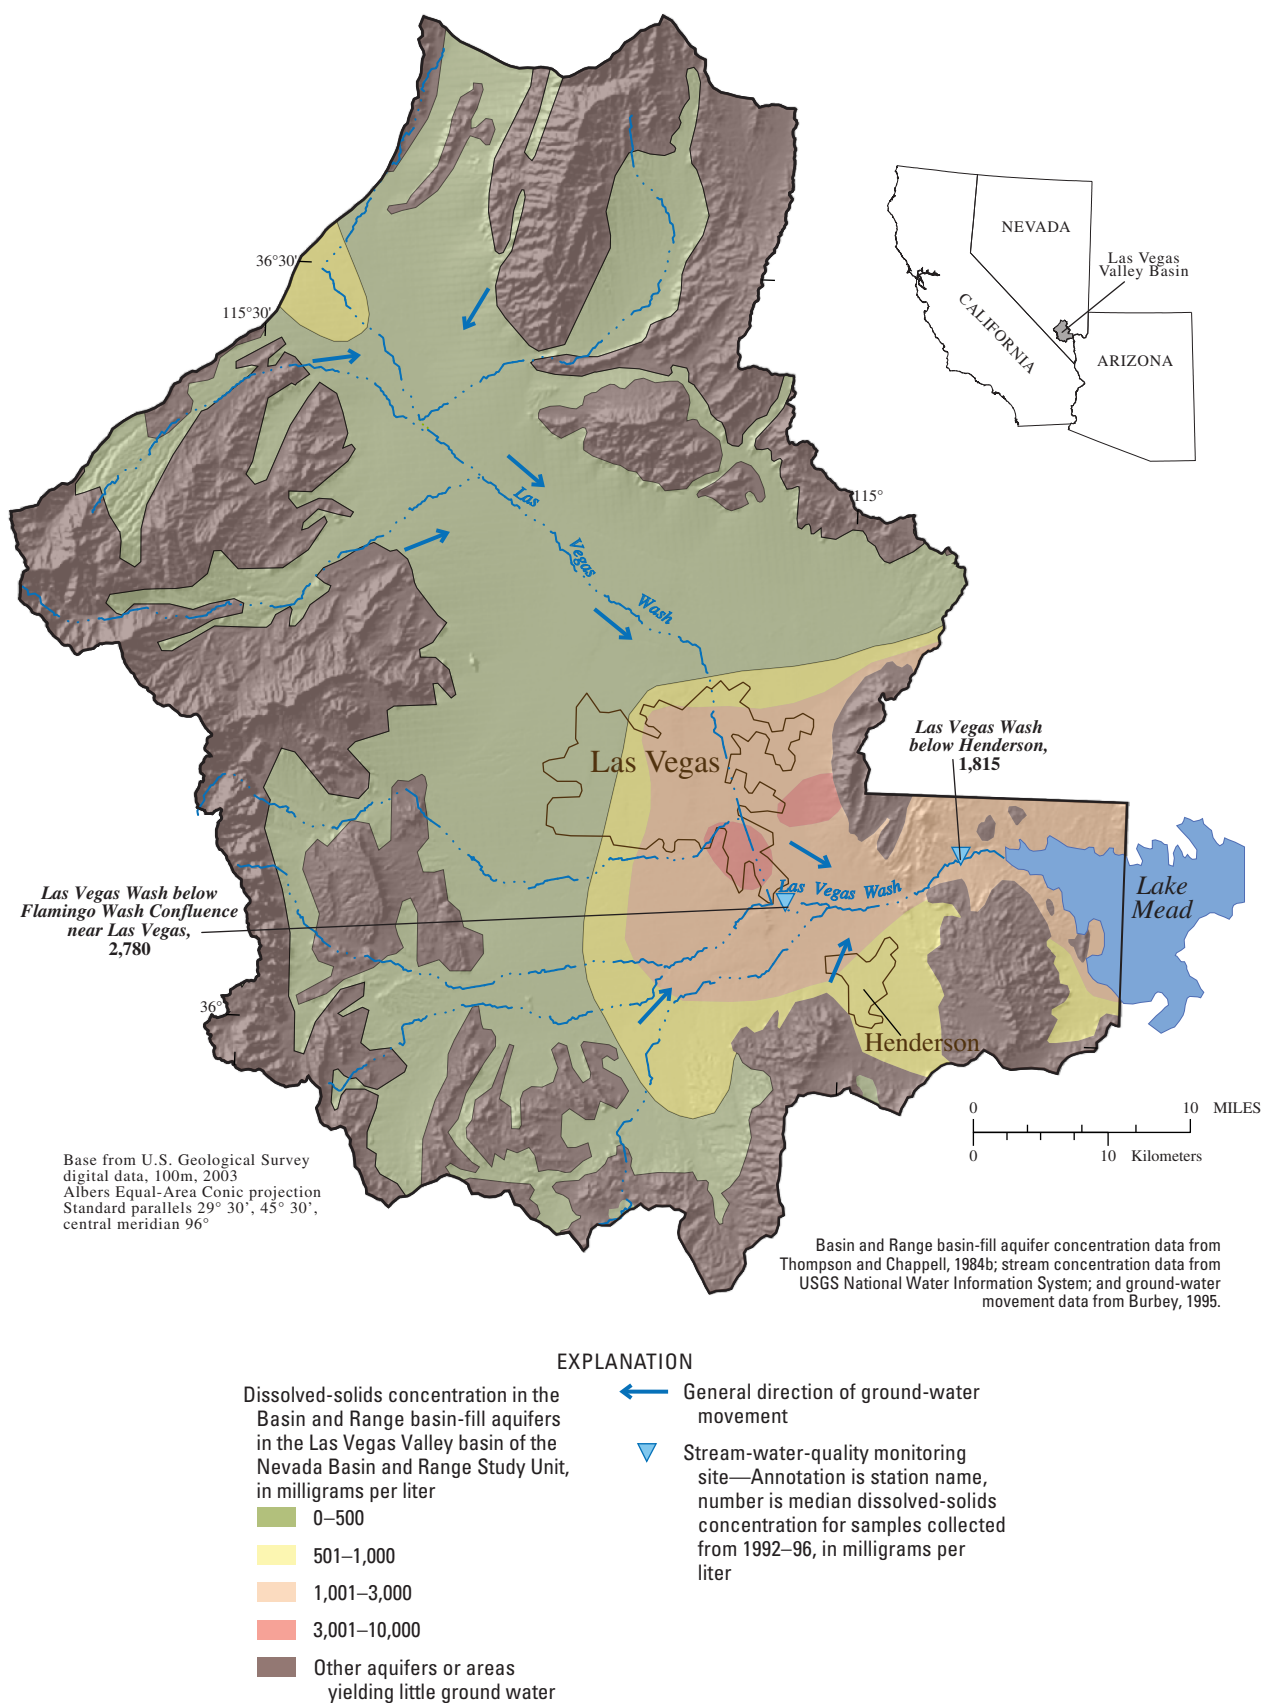 NEVADA
Las Vegas
Valley Basin
CALIFORNIA
ARIZONA
36°30'
115°30'
115°
Las
Vegas
Wash
Las Vegas Wash
below Henderson,
1,815
Las Vegas
Las Vegas Wash
Lake
Mead
Las Vegas Wash below
Flamingo Wash Confluence
near Las Vegas,
2,780
36°
Henderson
0 10 MILES
0 10 Kilometers
Base from U.S. Geological Survey
digital data, 100m, 2003
Albers Equal-Area Conic projection
Standard parallels 29° 30’, 45° 30’,
central meridian 96°
Basin and Range basin-fill aquifer concentration data from
Thompson and Chappell, 1984b; stream concentration data from
USGS National Water Information System; and ground-water
movement data from Burbey, 1995.
EXPLANATION
Dissolved-solids concentration in the
Basin and Range basin-fill aquifers
in the Las Vegas Valley basin of the
Nevada Basin and Range Study Unit,
in milligrams per liter
0–500
501–1,000
1,001–3,000
3,001–10,000
Other aquifers or areas
yielding little ground water
General direction of ground-water
movement
Stream-water-quality monitoring
site—Annotation is station name,
number is median dissolved-solids
concentration for samples collected
from 1992–96, in milligrams per
liter